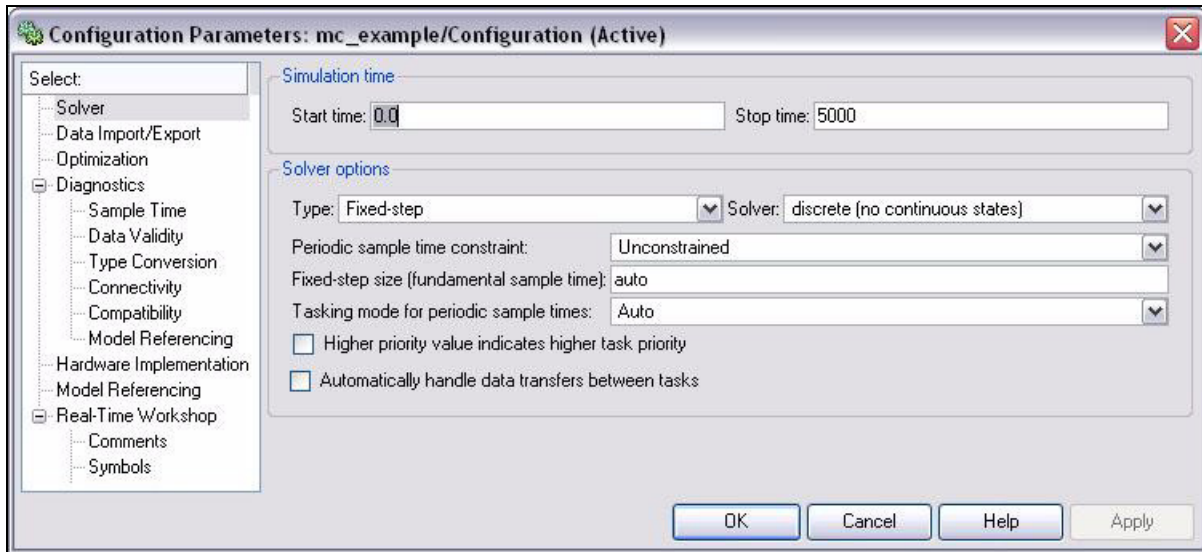 Configuration Parameters: mc_example/Configuration (Active)
Select:
Solver
Data Import/Export
Optimization
Diagnostics
Sample Time
Data Validity
Type Conversion
Connectivity
Compatibility
Model Referencing
Hardware Implementation
Model Referencing
Real-Time Workshop
Comments
Symbols
Simulation time
Start time: 0.0 Stop time: 5000
Solver options
Type: Fixed-step Solver: discrete (no continuous states)
Periodic sample time constraint: Unconstrained
Fixed-step size (fundamental sample time): auto
Tasking mode for periodic sample times: Auto
Higher priority value indicates higher task priority
Automatically handle data transfers between tasks
OK Cancel Help Apply